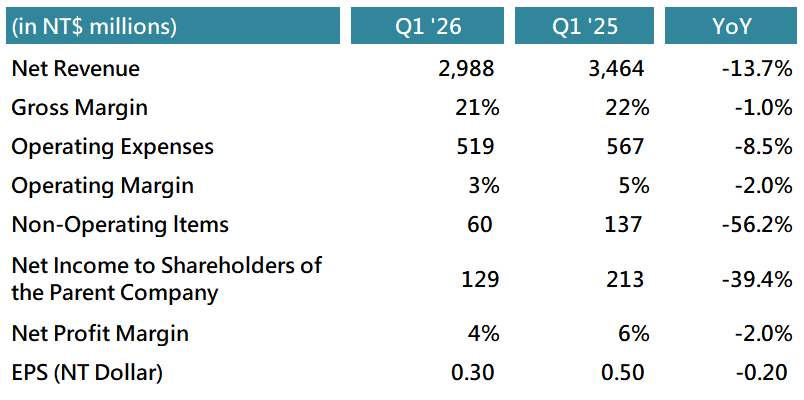 (in NT$ millions) Q1 '26 Q1 '25 YoY
Net Revenue 2,988 3,464 -13.7%
Gross Margin 21% 22% -1.0%
Operating Expenses 519 567 -8.5%
Operating Margin 3% 5% -2.0%
Non-Operating Items 60 137 -56.2%
Net Income to Shareholders of
the Parent Company 129 213 -39.4%
Net Profit Margin 4% 6% -2.0%
EPS (NT Dollar) 0.30 0.50 -0.20